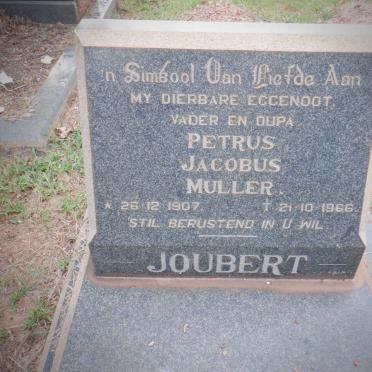 'n Simbool Van Liefde Aan
MY DIERBARE EGGENOOT,
VADER EN OUPA
PETRUS
JACOBUS
MULLER.
* 26-12-1907 † 21-10-1966
STIL BERUSTEND IN U WIL
JOUBERT